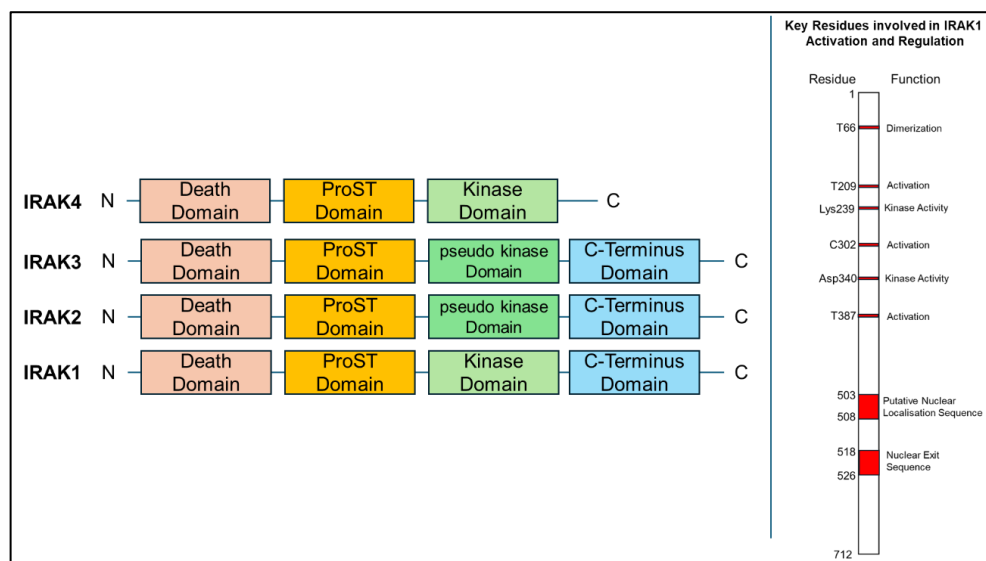 IRAK4 N Death Domain ProST Domain Kinase Domain C
IRAK3 N Death Domain ProST Domain pseudo kinase Domain C-Terminus Domain C
IRAK2 N Death Domain ProST Domain pseudo kinase Domain C-Terminus Domain C
IRAK1 N Death Domain ProST Domain Kinase Domain C-Terminus Domain C
Key Residues involved in IRAK1
Activation and Regulation
Residue Function
1
T66 Dimerization
T209 Activation
Lys239 Kinase Activity
C302 Activation
Asp340 Kinase Activity
T387 Activation
503
Putative Nuclear
Localisation Sequence
508
518
Nuclear Exit
Sequence
526
712